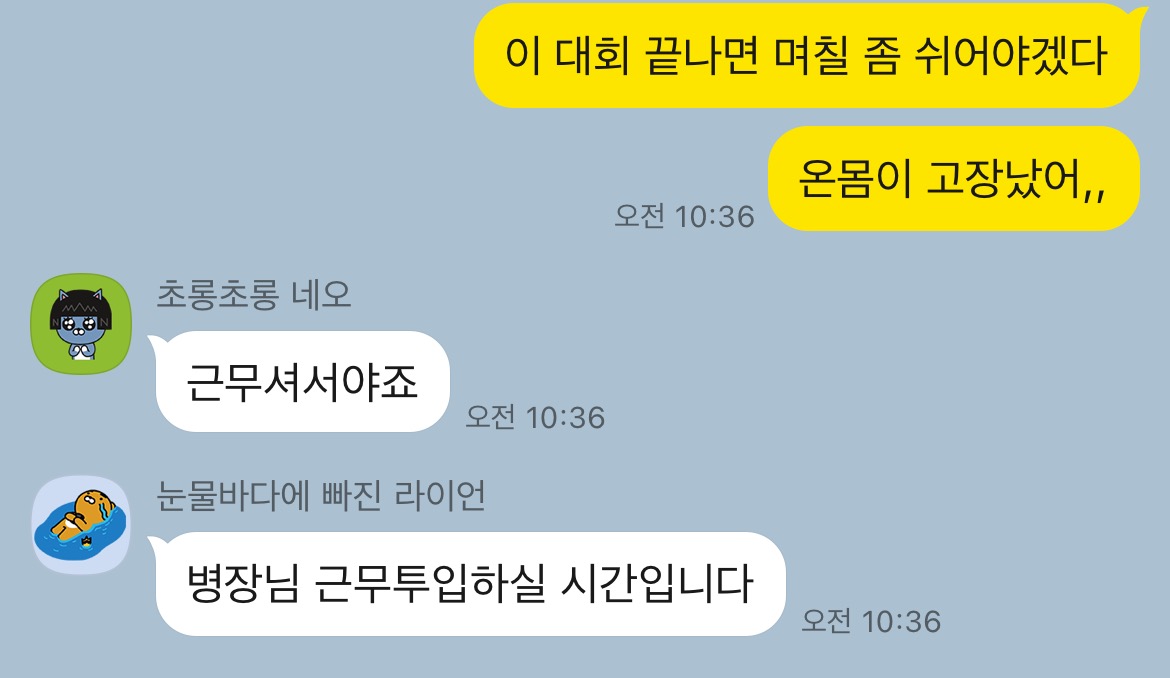 이 대회 끝나면 며칠 좀 쉬어야겠다
온몸이 고장났어,,
오전 10:36
초롱초롱 네오
근무셔서야죠
오전 10:36
눈물바다에 빠진 라이언
병장님 근무투입하실 시간입니다
오전 10:36